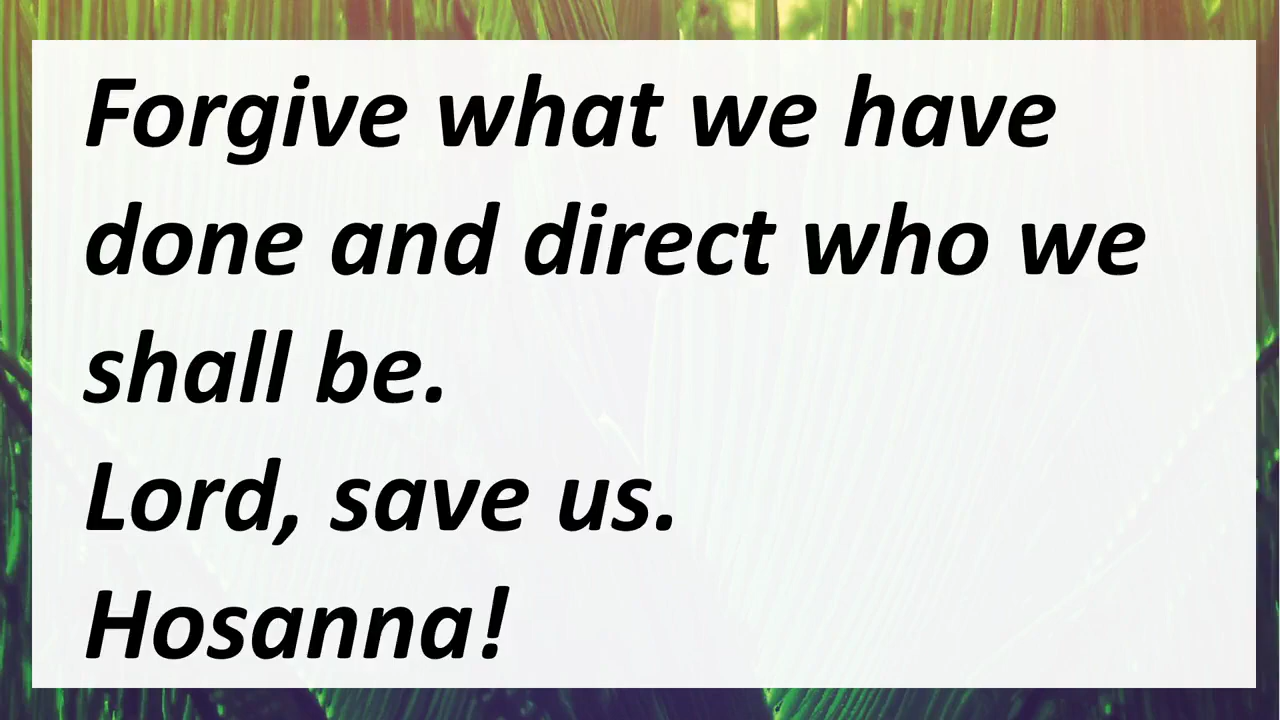 Forgive what we have
done and direct who we
shall be.
Lord, save us.
Hosanna!